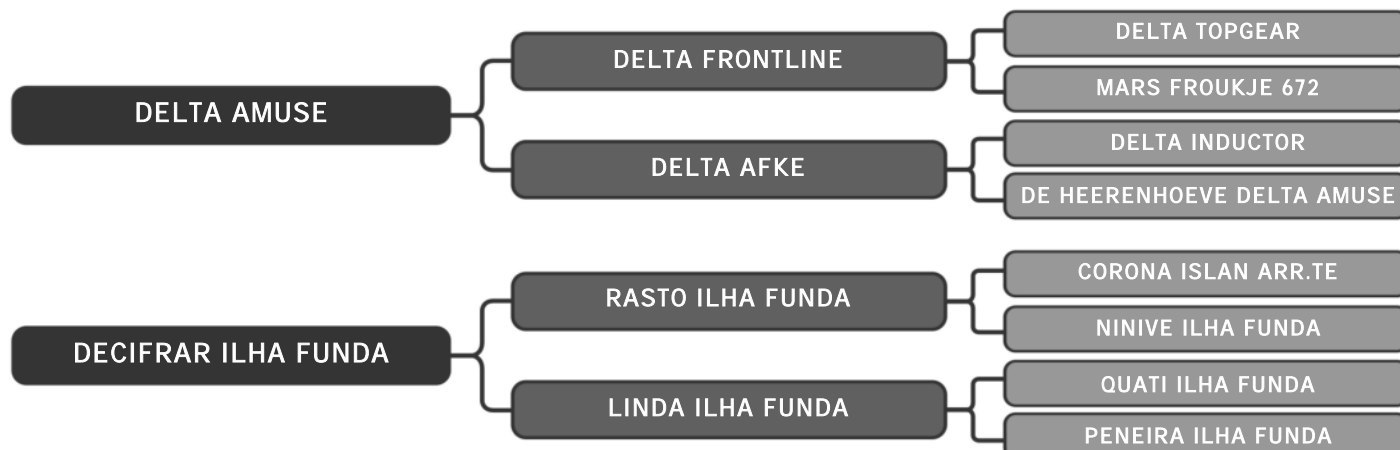 DELTA AMUSE
DELTA FRONTLINE
DELTA TOPGEAR
MARS FROUKJE 672
DELTA AFKE
DELTA INDUCTOR
DE HEERENHOEVE DELTA AMUSE
DECIFRAR ILHA FUNDA
RASTO ILHA FUNDA
CORONA ISLAN ARR.TE
NINIVE ILHA FUNDA
LINDA ILHA FUNDA
QUATI ILHA FUNDA
PENEIRA ILHA FUNDA